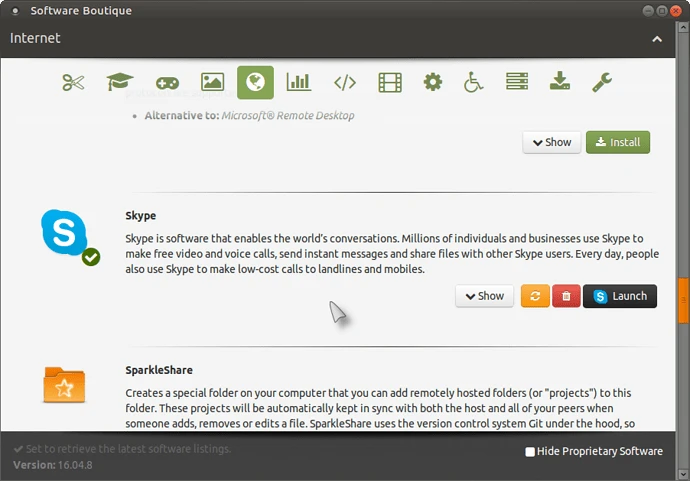 Software Boutique
Internet
• Alternative to: Microsoft® Remote Desktop
Show
Install
Skype
Skype is software that enables the world's conversations. Millions of individuals and businesses use Skype to
make free video and voice calls, send instant messages and share files with other Skype users. Every day, people
also use Skype to make low-cost calls to landlines and mobiles.
Show
Launch
SparkleShare
Creates a special folder on your computer that you can add remotely hosted folders (or "projects") to this
folder. These projects will be automatically kept in sync with both the host and all of your peers when
someone adds, removes or edits a file. SparkleShare uses the version control system Git under the hood, so
Set to retrieve the latest software listings.
Version: 16.04.8
Hide Proprietary Software